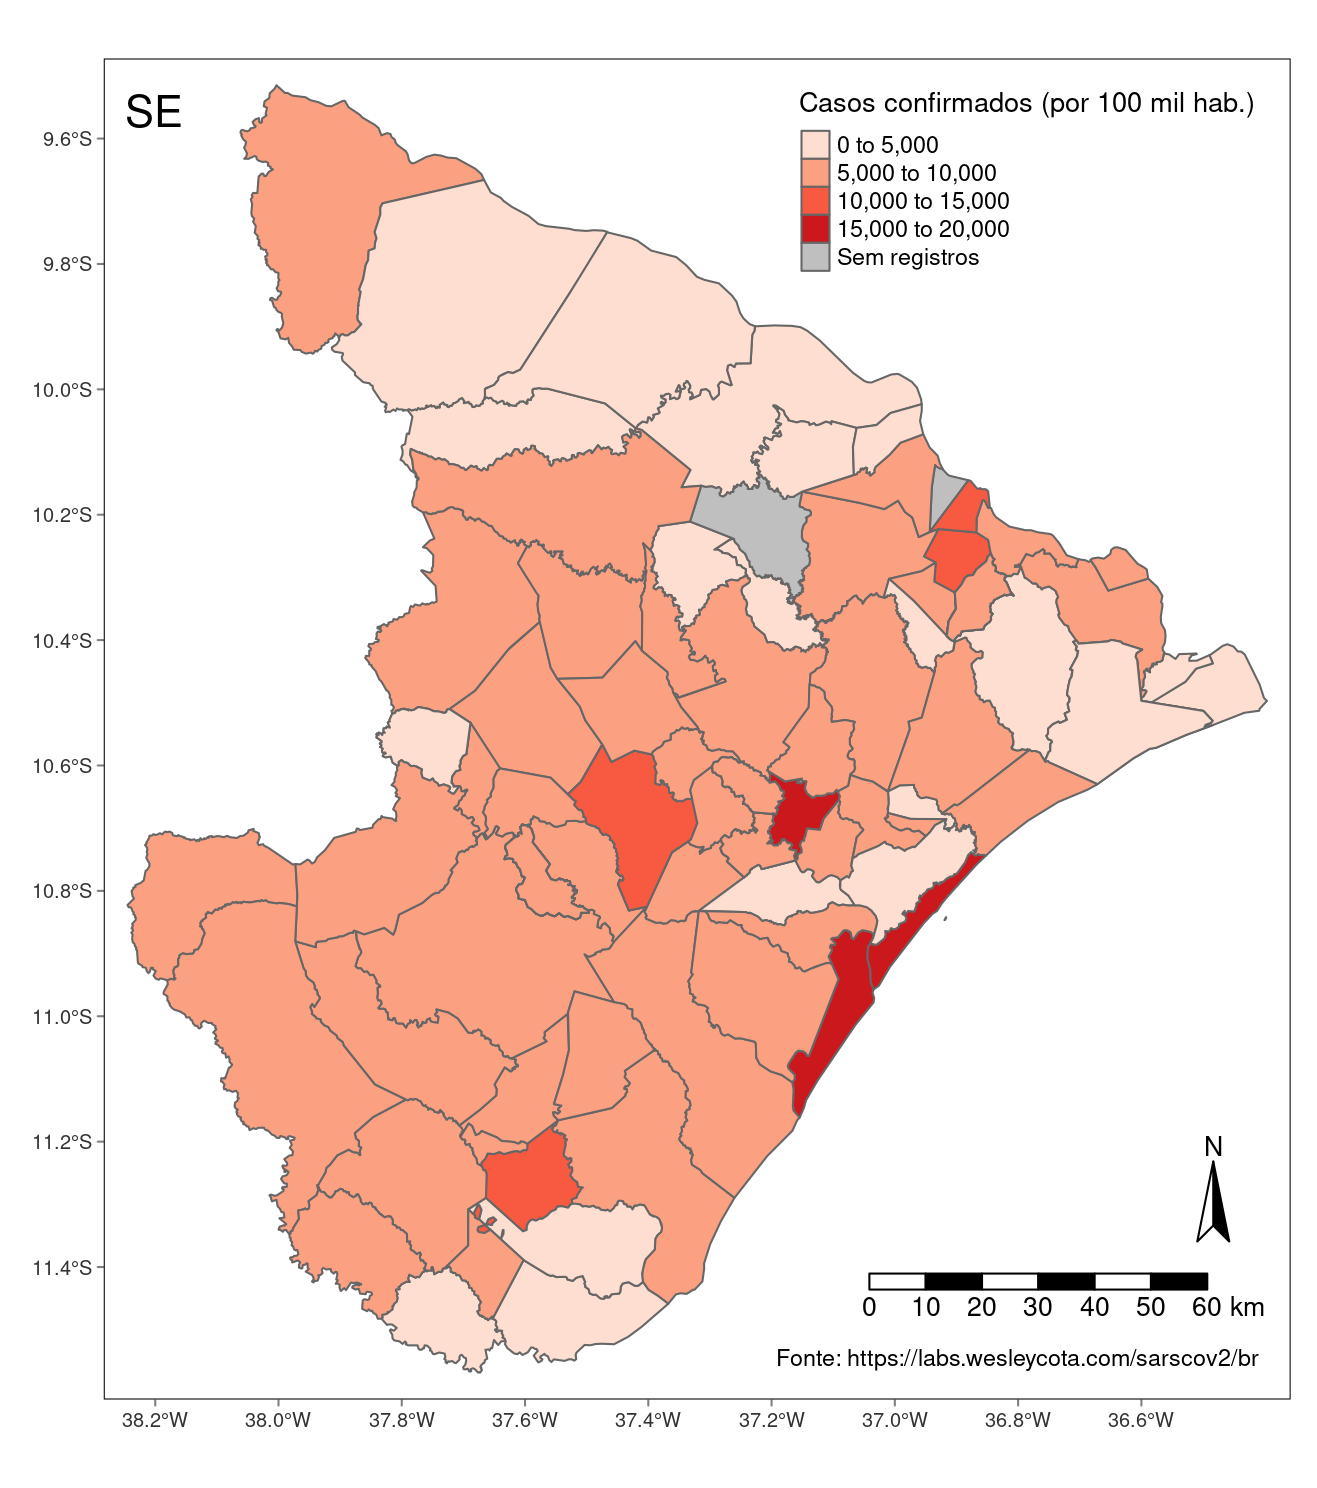 SE
Casos confirmados (por 100 mil hab.)
0 to 5,000
5,000 to 10,000
10,000 to 15,000
15,000 to 20,000
Sem registros
9.6°S
9.8°S
10.0°S
10.2°S
10.4°S
10.6°S
10.8°S
11.0°S
11.2°S
11.4°S
N
0 10 20 30 40 50 60 km
Fonte: https://labs.wesleycota.com/sarscov2/br
38.2°W 38.0°W 37.8°W 37.6°W 37.4°W 37.2°W 37.0°W 36.8°W 36.6°W